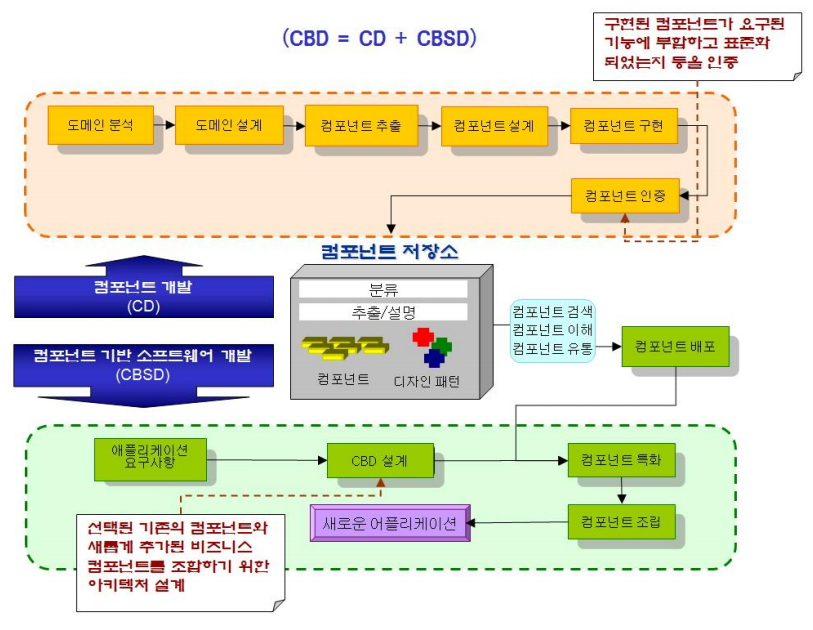 (CBD = CD + CBSD)
구현된 컴포넌트가 요구된
기능에 부합하고 표준화
되었는지 등을 인증
도메인 분석
도메인 설계
컴포넌트 추출
컴포넌트 설계
컴포넌트 구현
컴포넌트 인증
컴포넌트 저장소
컴포넌트 개발
(CD)
분류
추출/설명
컴포넌트
디자인 패턴
컴포넌트 검색
컴포넌트 이해
컴포넌트 유통
컴포넌트 배포
컴포넌트 기반 소프트웨어 개발
(CBSD)
애플리케이션
요구사항
CBD 설계
컴포넌트 특화
새로운 어플리케이션
컴포넌트 조립
선택된 기존의 컴포넌트와
새롭게 추가된 비즈니스
컴포넌트를 조합하기 위한
아키텍처 설계